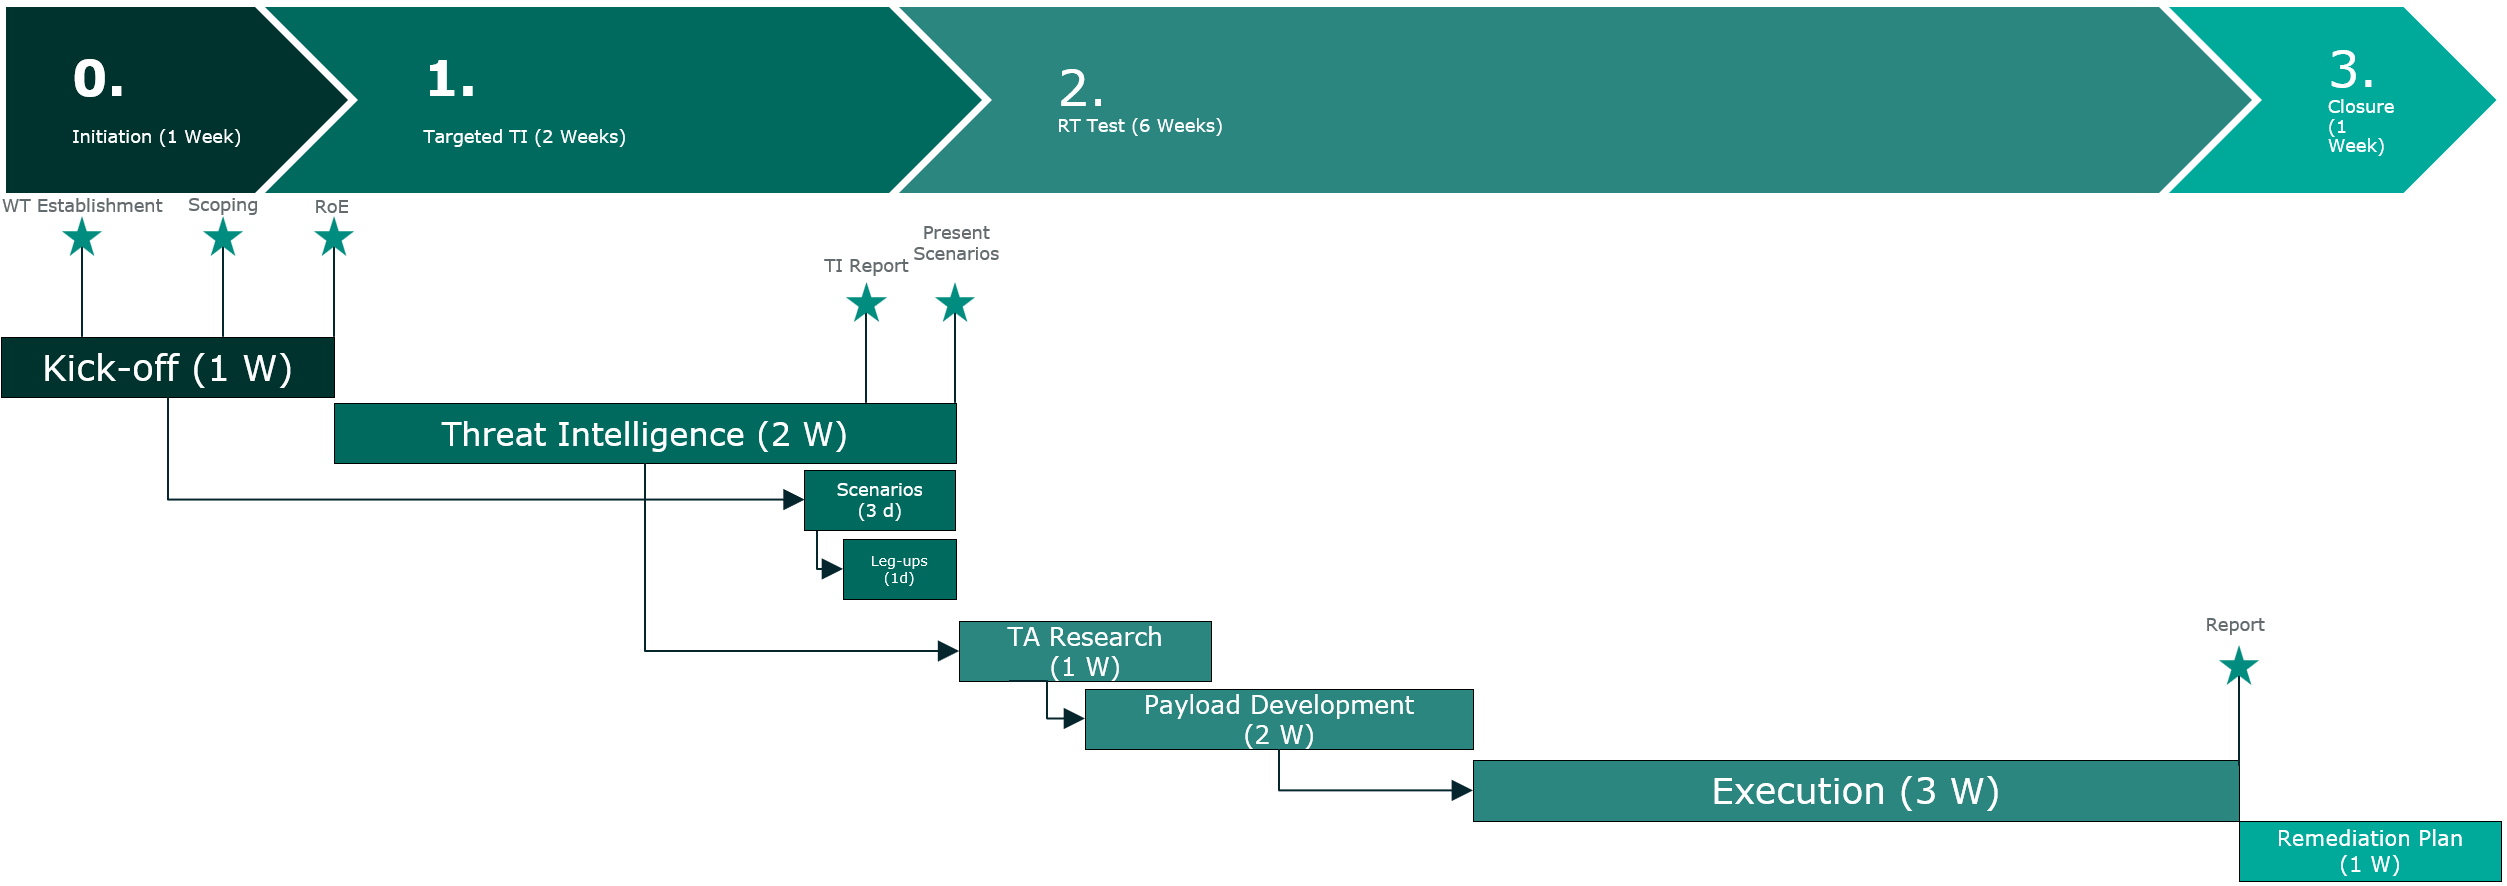 0.
Initiation (1 Week)
1.
Targeted TI (2 Weeks)
2.
RT Test (6 Weeks)
3.
Closure
(1
Week)
WT Establishment
Scoping
RoE
TI Report
Present
Scenarios
Kick-off (1 W)
Threat Intelligence (2 W)
Scenarios
(3 d)
Leg-ups
(1d)
TA Research
(1 W)
Report
Payload Development
(2 W)
Execution (3 W)
Remediation Plan
(1 W)